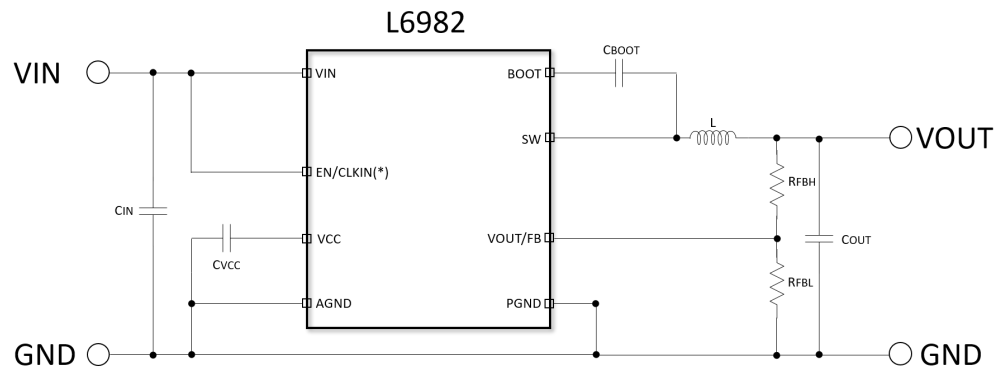 L6982
CBOOT
VIN
VIN
BOOT
L
SW
VOUT
EN/CLKIN(*)
RFBH
CIN
VCC
VOUT/FB
COUT
CVCC
RFBL
AGND
PGND
GND
GND